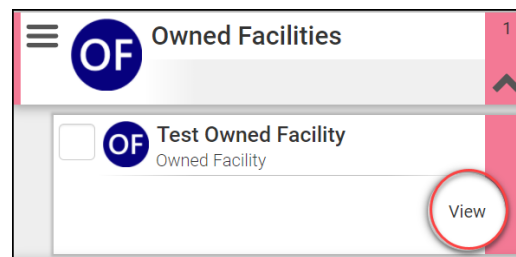 OF Owned Facilities 1
OF Test Owned Facility
Owned Facility
View